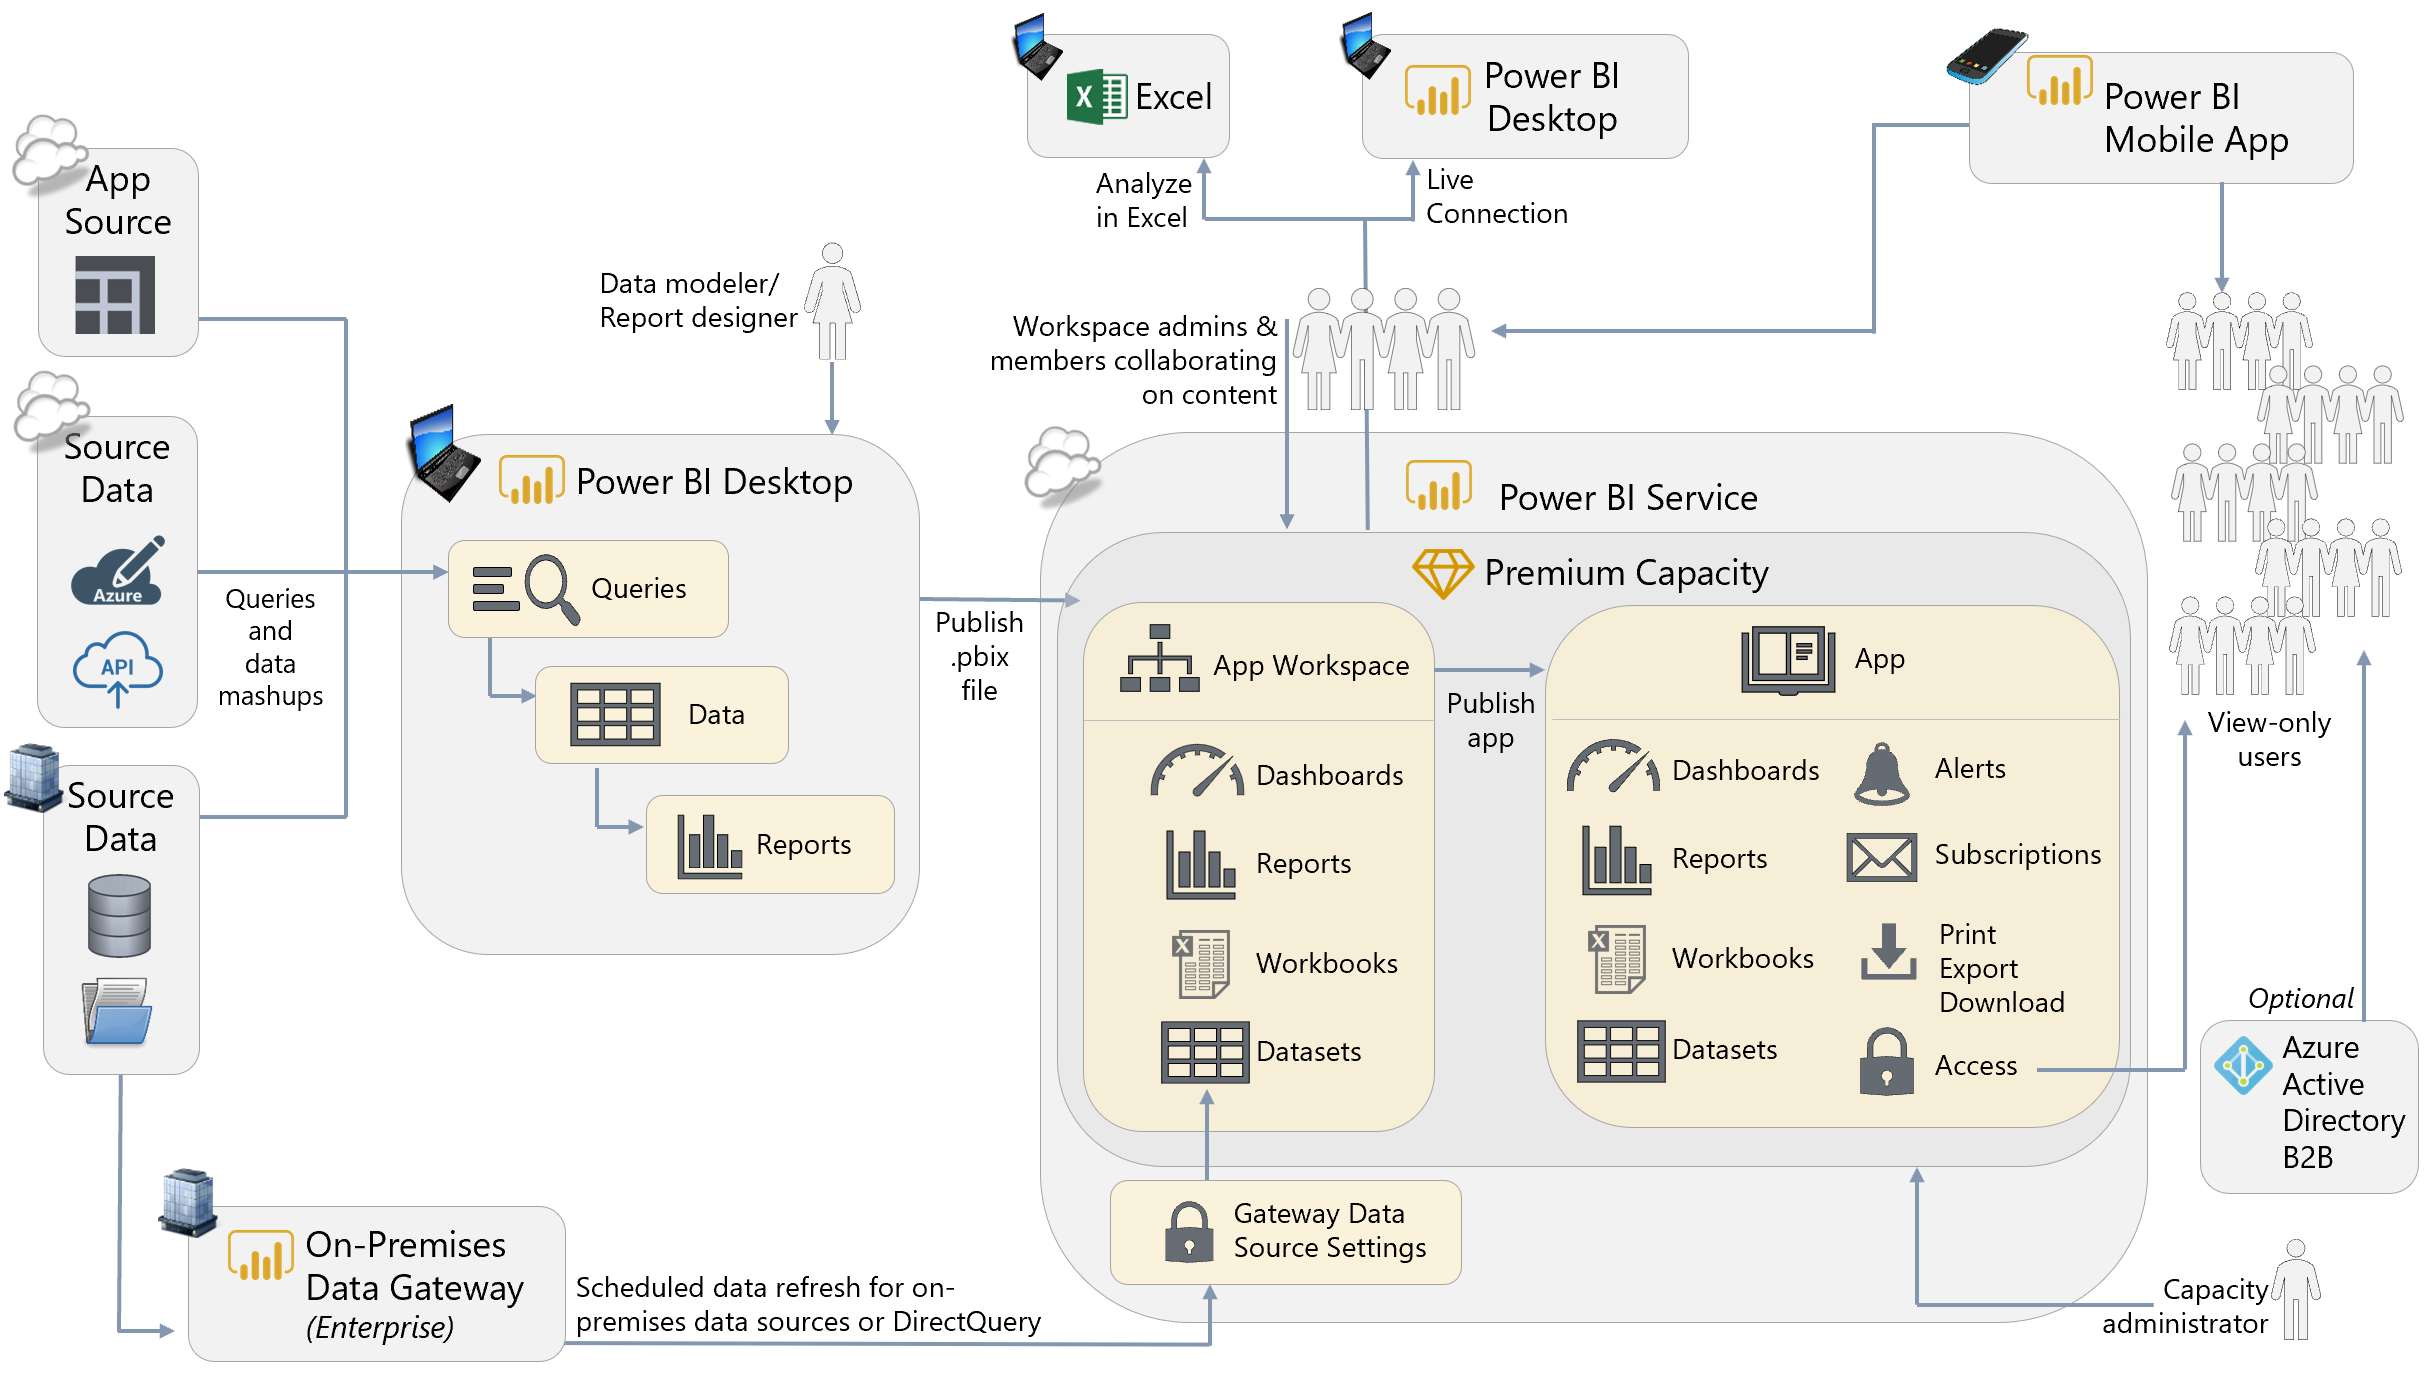 App
Source
Source
Data
Azure
API
Queries
and
data
mashups
Source
Data
On-Premises
Data Gateway
(Enterprise)
Scheduled data refresh for on-
premises data sources or DirectQuery
Data modeler/
Report designer
Power BI Desktop
Queries
Data
Reports
Publish
.pbix
file
X
Excel
Analyze
in Excel
Power BI
Desktop
Live
Connection
Power BI
Mobile App
Workspace admins &
members collaborating
on content
Power BI Service
Premium Capacity
App Workspace
Dashboards
Reports
X
Workbooks
Datasets
Publish
app
App
Dashboards
Reports
X
Workbooks
Datasets
Alerts
Subscriptions
Print
Export
Download
Access
Gateway Data
Source Settings
View-only
users
Optional
Azure
Active
Directory
B2B
Capacity
administrator